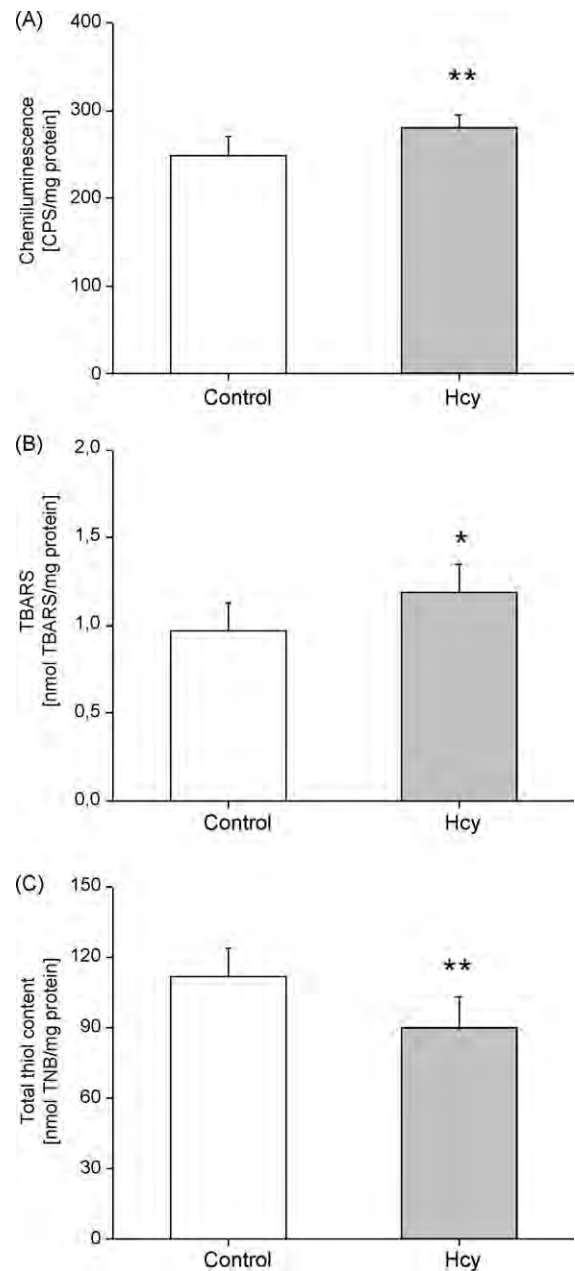 (A)
400
300
200
100
0
Chemiluminescence
[CPS/mg protein]
**
Control Hcy
(B)
2,0
1,5
1,0
0,5
0,0
TBARS
[nmol TBARS/mg protein]
*
Control Hcy
(C)
150
120
90
60
30
0
Total thiol content
[nmol TNB/mg protein]
**
Control Hcy